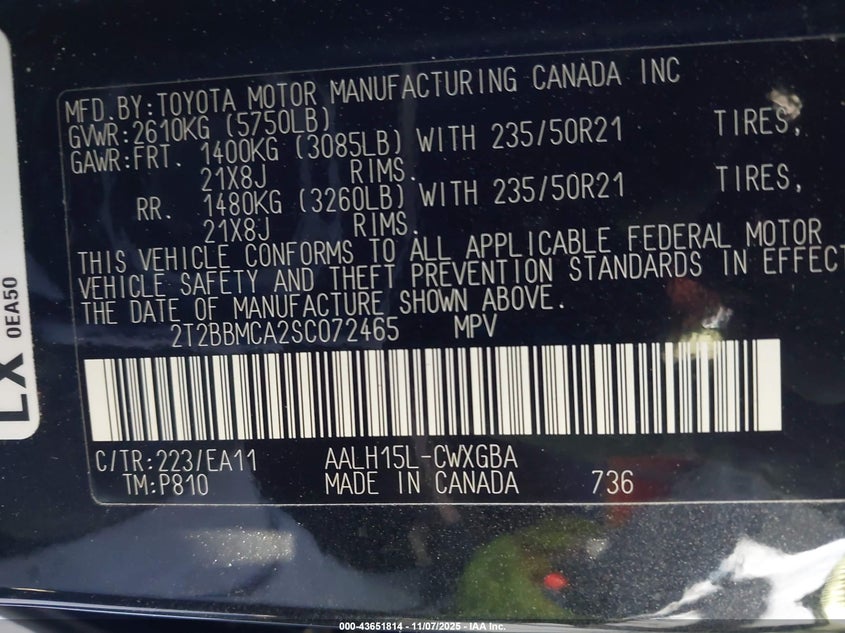 MFD.BY:TOYOTA MOTOR MANUFACTURING CANADA INC
GVWR:2610KG (5750LB)
GAWR:FRT. 1400KG (3085LB) WITH 235/50R21 TIRES,
21X8J RIMS.
RR. 1480KG (3260LB) WITH 235/50R21 TIRES,
21X8J RIMS.
THIS VEHICLE CONFORMS TO ALL APPLICABLE FEDERAL MOTOR
VEHICLE SAFETY AND THEFT PREVENTION STANDARDS IN EFFECT
THE DATE OF MANUFACTURE SHOWN ABOVE.
2T2BBMCA2SC072465 MPV
C/TR:223/EA11 AALH15L-CWXGBA
TM:P810 MADE IN CANADA 736
0EA50
000-43651814 - 11/07/2025 - IAA Inc.